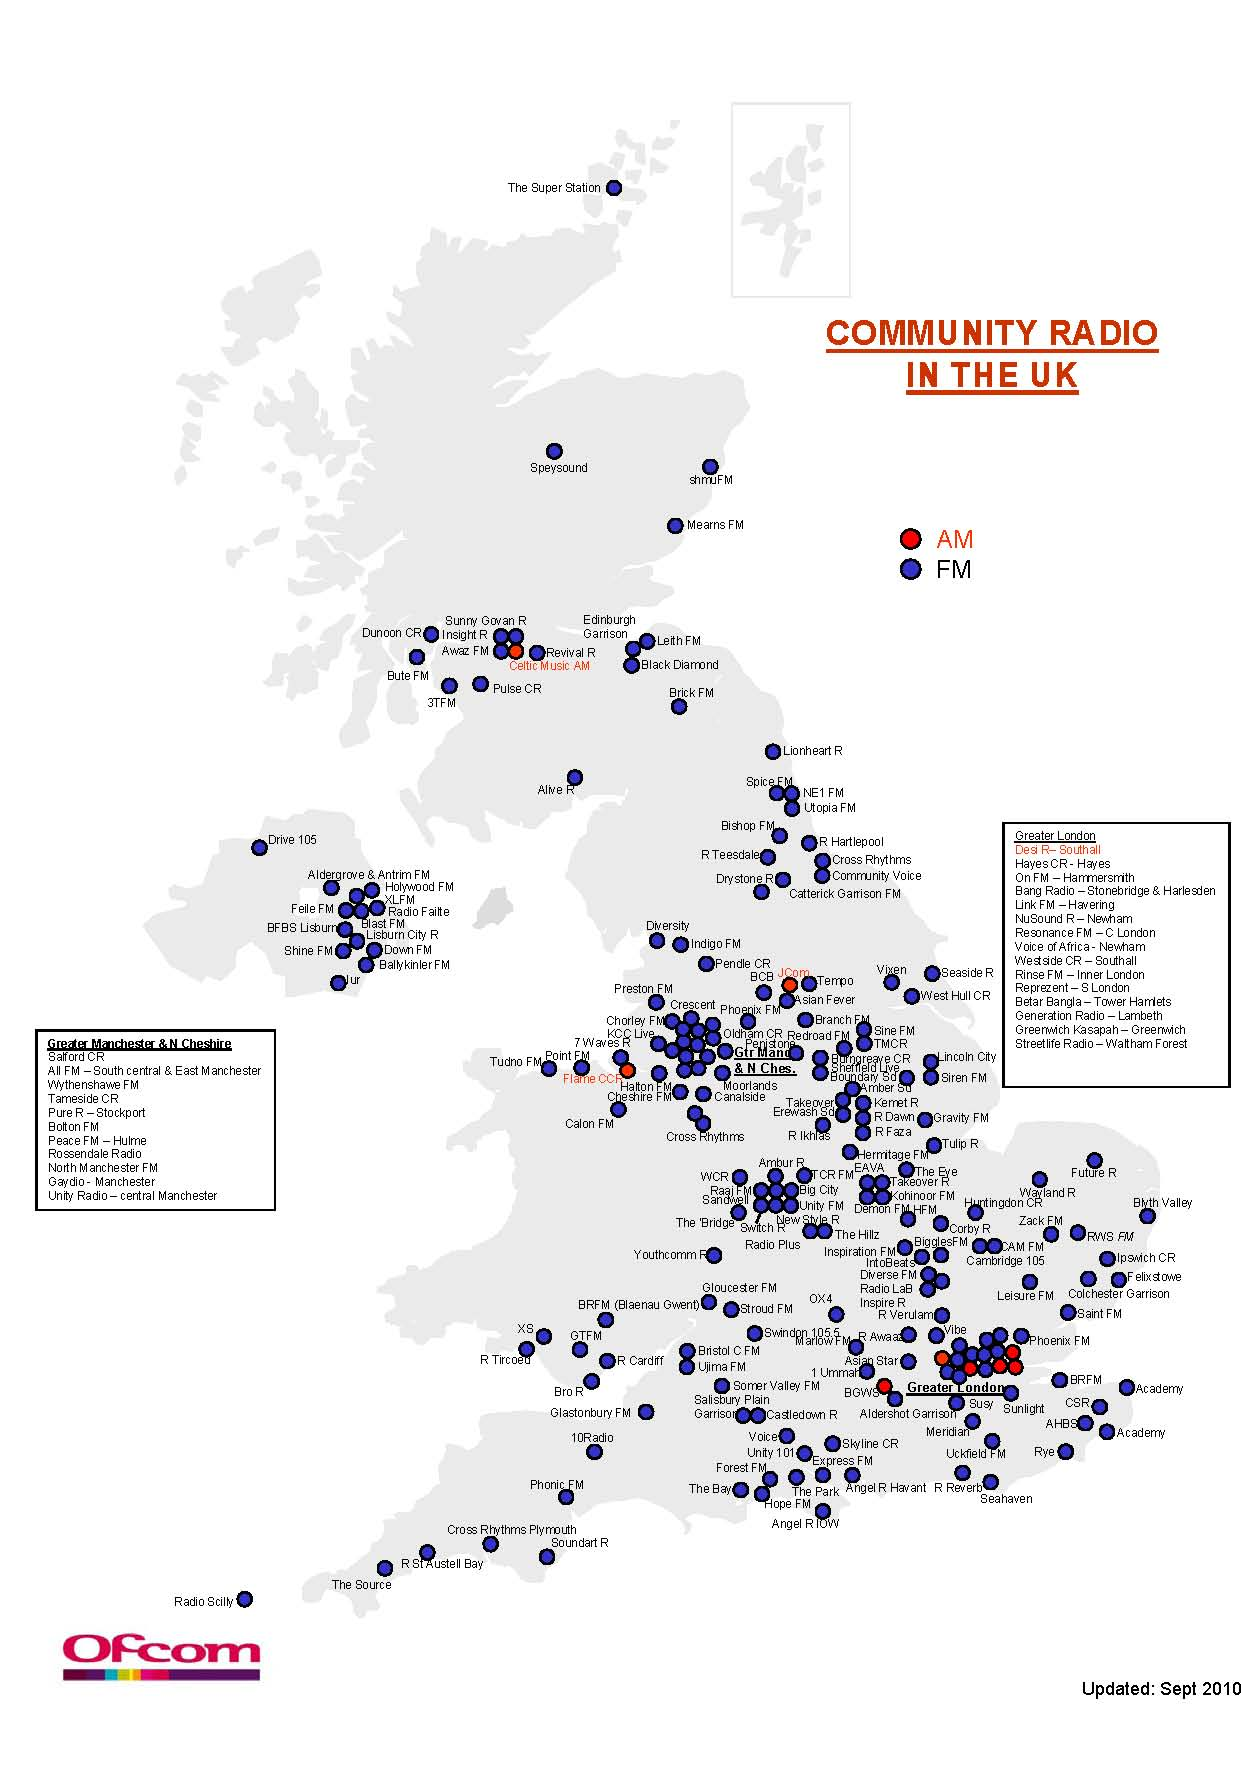 The Super Station
COMMUNITY RADIO
IN THE UK
Speysound
shmuFM
Mearns FM
AM
FM
Sunny Govan R
Edinburgh
Garrison
Dunoon CR
Insight R
Leith FM
Awaz FM
Revival R
Celtic Music AM
Black Diamond
Bute FM
Pulse CR
3TFM
Brick FM
Lionheart R
Spice FM
Alive R
NE1 FM
Utopia FM
Bishop FM
Drive 105
R Hartlepool
R Teesdale
Cross Rhythms
Aldergrove & Antrim FM
Community Voice
Drystone R
Holywood FM
Catterick Garrison FM
XLFM
Feile FM
Radio Failte
Blast FM
BFBS Lisburn
Lisburn City R
Shine FM
Down FM
Ballykinler FM
Iur
Greater London
Desi R– Southall
Hayes CR - Hayes
On FM – Hammersmith
Bang Radio – Stonebridge & Harlesden
Link FM – Havering
NuSound R – Newham
Resonance FM – C London
Voice of Africa - Newham
Westside CR – Southall
Rinse FM – Inner London
Reprezent – S London
Betar Bangla – Tower Hamlets
Generation Radio – Lambeth
Greenwich Kasapah – Greenwich
Streetlife Radio – Waltham Forest
Diversity
Indigo FM
Pendle CR
JCom
BCB
Tempo
Vixen
Seaside R
Preston FM
West Hull CR
Asian Fever
Crescent
Phoenix FM
Chorley FM
Branch FM
KCC Live
Oldham CR
Redroad FM
Sine FM
7 Waves R
Penistone
TMCR
Gtr Manc
& N Ches.
Point FM
Tudno FM
Burngreave CR
Lincoln City
Sheffield Live
Flame CCR
Boundary Sd
Siren FM
Halton FM
Moorlands
Amber Sd
Cheshire FM
Canalside
Takeover
Kemet R
Erewash Sd
R Dawn
Gravity FM
Calon FM
R Ikhlas
R Faza
Cross Rhythms
Tulip R
Greater Manchester & N Cheshire
Salford CR
All FM – South central & East Manchester
Wythenshawe FM
Tameside CR
Pure R – Stockport
Bolton FM
Peace FM – Hulme
Rossendale Radio
North Manchester FM
Gaydio - Manchester
Unity Radio – central Manchester
Hermitage FM
Ambur R
EAVA
The Eye
Future R
WCR
TCR FM
Takeover R
Wayland R
Raaj FM
Big City
Kohinoor FM
Sandwell
Unity FM
Demon FM
HFM
Huntingdon CR
Blyth Valley
The 'Bridge
Switch R
New Style R
Corby R
Zack FM
Radio Plus
The Hillz
BigglesFM
CAM FM
RWS FM
Youthcomm R
Inspiration FM
IntoBeats
Cambridge 105
Ipswich CR
Diverse FM
Felixstowe
Gloucester FM
Radio LaB
Leisure FM
Colchester Garrison
OX4
Inspire R
BRFM (Blaenau Gwent)
Stroud FM
R Verulam
Saint FM
XS
GTFM
Swindon 105.5
Marlow FM
R Awaaz
Vibe
Phoenix FM
R Tircoed
R Cardiff
Bristol C FM
Ujima FM
Asian Star
1 Ummah
Bro R
Somer Valley FM
BGWS
Greater London
BRFM
Academy
Glastonbury FM
Salisbury Plain
Garrison
Castledown R
Aldershot Garrison
Susy
Sunlight
CSR
AHBS
Academy
10Radio
Voice
Skyline CR
Meridian
Unity 101
Express FM
Uckfield FM
Rye
Forest FM
Phonic FM
The Bay
The Park
Angel R Havant
R Reverb
Hope FM
Seahaven
Angel R IOW
Cross Rhythms Plymouth
Soundart R
R St Austell Bay
The Source
Radio Scilly
Ofcom
Updated: Sept 2010